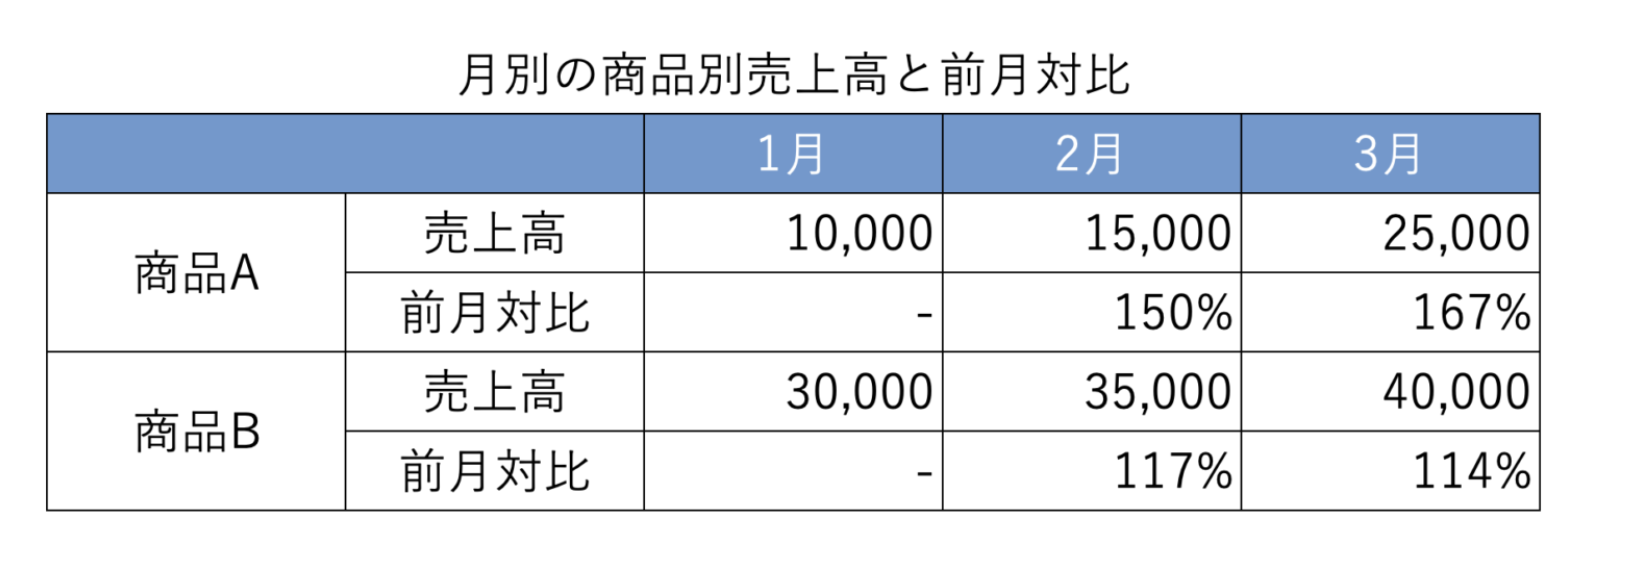 月別の商品別売上高と前月対比
1月 2月 3月
商品A 売上高 10,000 15,000 25,000
前月対比 - 150% 167%
商品B 売上高 30,000 35,000 40,000
前月対比 - 117% 114%